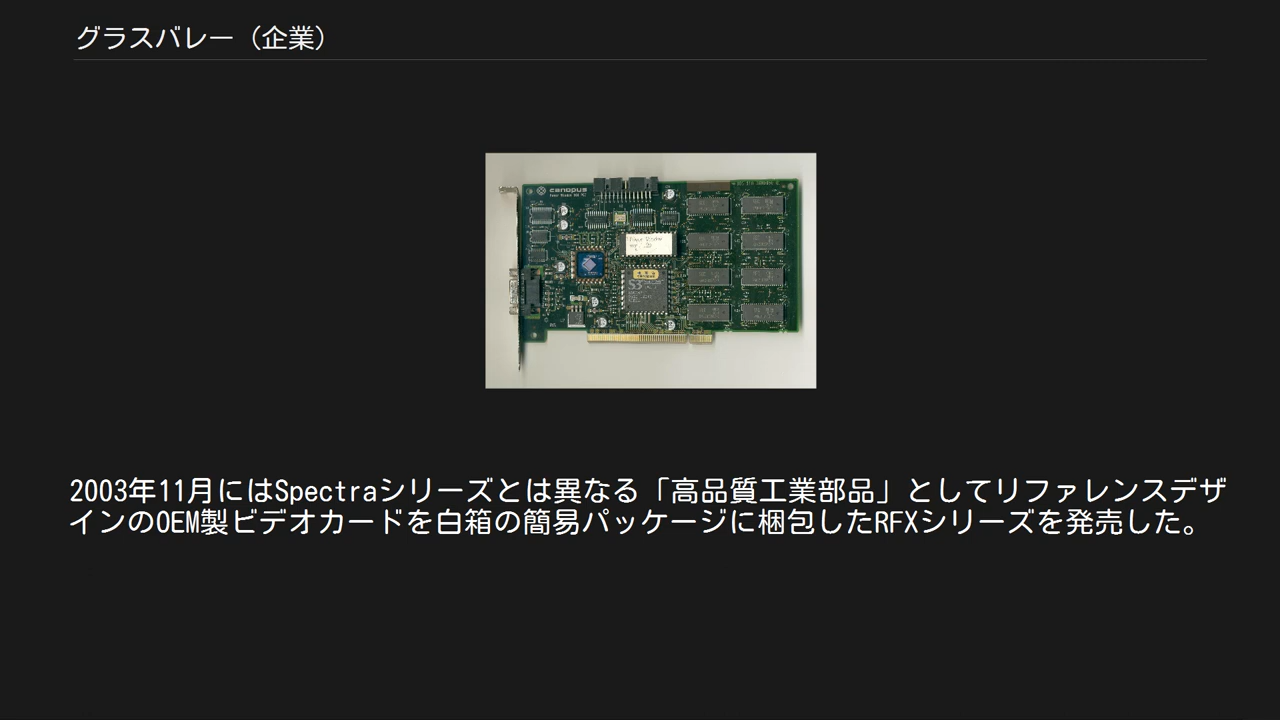 グラスバレー（企業）
canopus
S3
2003年11月にはSpectraシリーズとは異なる「高品質工業部品」としてリファレンスデザ
インのOEM製ビデオカードを白箱の簡易パッケージに梱包したRFXシリーズを発売した。